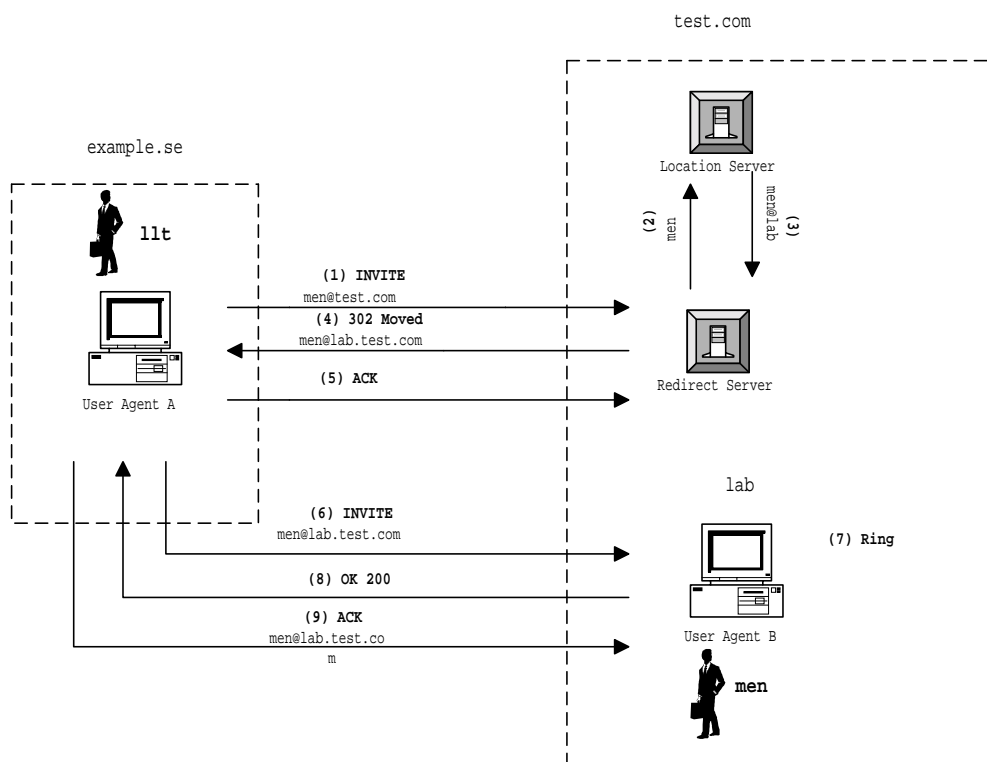 test.com
example.se
Location Server
llt
(2)
men
men@lab
(3)
(1) INVITE
men@test.com
(4) 302 Moved
men@lab.test.com
(5) ACK
User Agent A
Redirect Server
lab
(6) INVITE
men@lab.test.com
(7) Ring
(8) OK 200
(9) ACK
men@lab.test.co
m
User Agent B
men